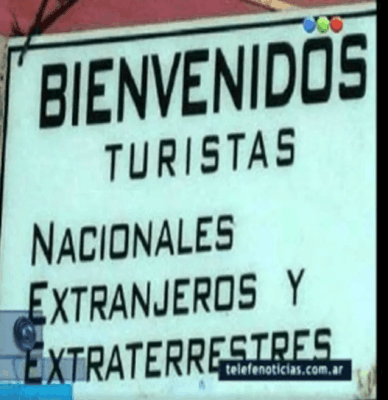 BIENVENIDOS
TURISTAS
NACIONALES
EXTRANJEROS Y
EXTRATERRESTRES
telefenoticias.com.ar